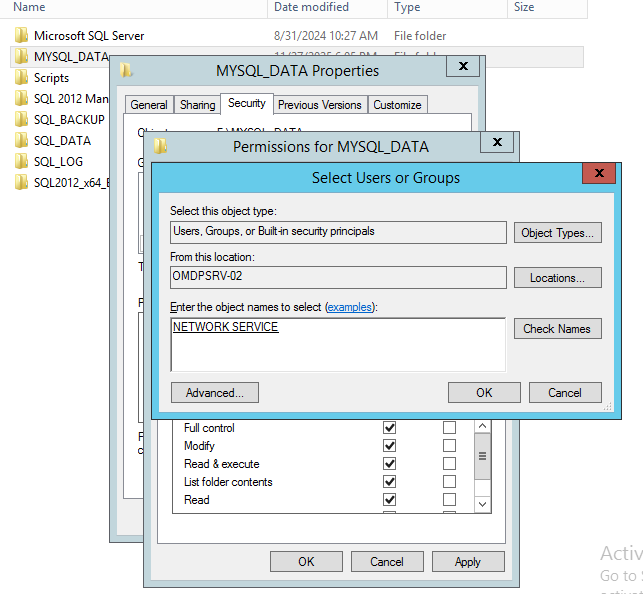 Name Date modified Type Size
Microsoft SQL Server 8/31/2024 10:27 AM File folder
MYSQL_DATA
Scripts
SQL 2012 Man
SQL_BACKUP
SQL_DATA
SQL_LOG
SQL2012_x64_E
MYSQL_DATA Properties
General Sharing Security Previous Versions Customize
Permissions for MYSQL_DATA
Select Users or Groups
Select this object type:
Users, Groups, or Built-in security principals Object Types...
From this location:
OMDPSRV-02 Locations...
Enter the object names to select (examples):
NETWORK SERVICE Check Names
Advanced... OK Cancel
Full control
Modify
Read & execute
List folder contents
Read
OK Cancel Apply
Activ
Go to S